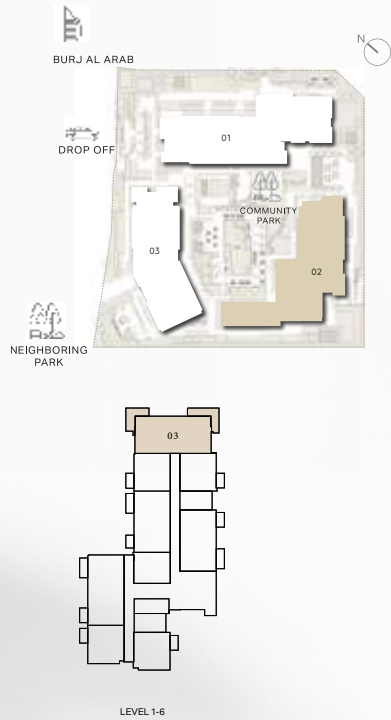 N
BURJ AL ARAB
DROP OFF
01
COMMUNITY
PARK
03
02
NEIGHBORING
PARK
03
LEVEL 1-6